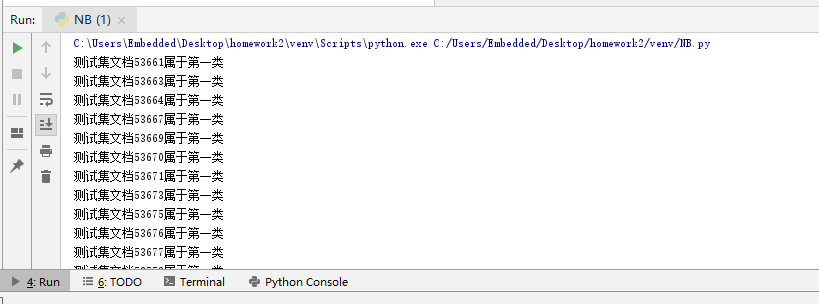 Run: NB (1)
C:\Users\Embedded\Desktop\homework2\venv\Scripts\python.exe C:/Users/Embedded/Desktop/homework2/venv/NB.py
测试集文档53661属于第一类
测试集文档53663属于第一类
测试集文档53664属于第一类
测试集文档53667属于第一类
测试集文档53669属于第一类
测试集文档53670属于第一类
测试集文档53671属于第一类
测试集文档53673属于第一类
测试集文档53675属于第一类
测试集文档53676属于第一类
测试集文档53677属于第一类
4: Run 6: TODO Terminal Python Console